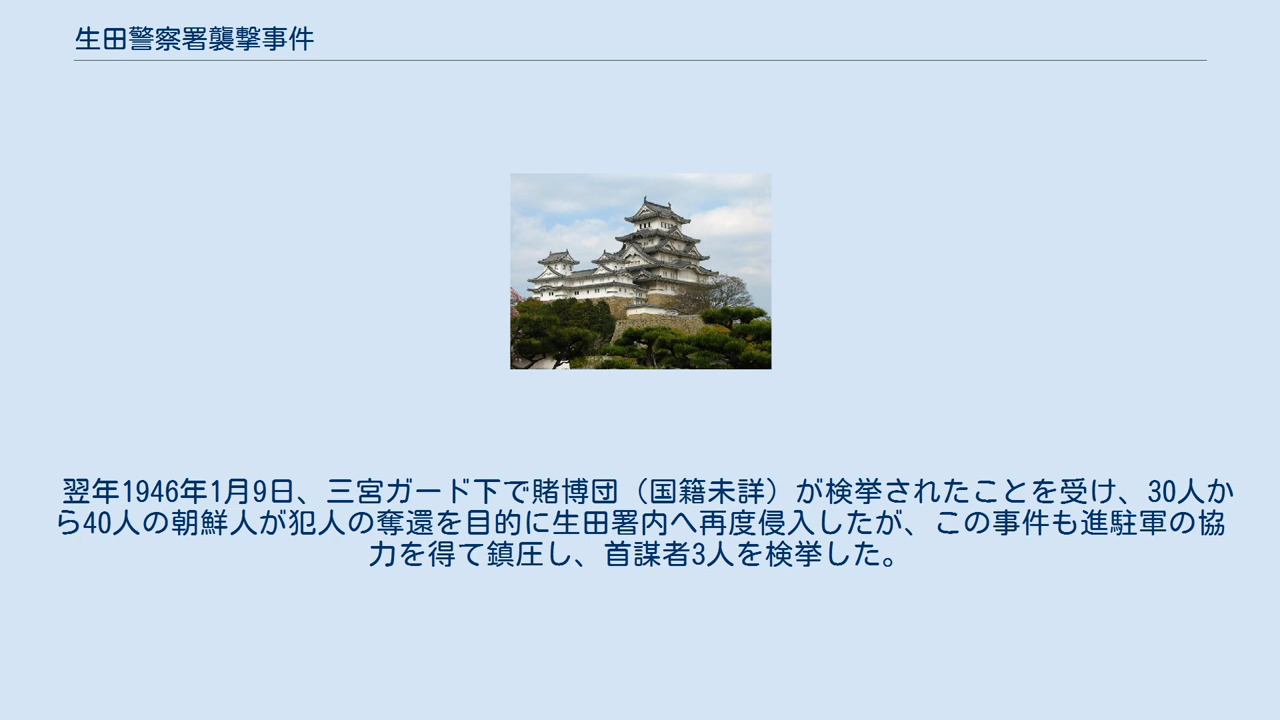 生田警察署襲撃事件
翌年1946年1月9日、三宮ガード下で賭博団（国籍未詳）が検挙されたことを受け、30人か
ら40人の朝鮮人が犯人の奪還を目的に生田署内へ再度侵入したが、この事件も進駐軍の協
力を得て鎮圧し、首謀者3人を検挙した。